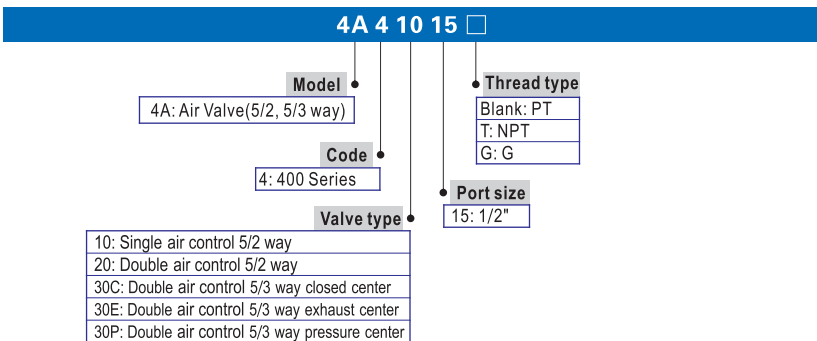 4A 4 10 15 □
Model
4A: Air Valve(5/2, 5/3 way)
Code
4: 400 Series
Valve type
10: Single air control 5/2 way
20: Double air control 5/2 way
30C: Double air control 5/3 way closed center
30E: Double air control 5/3 way exhaust center
30P: Double air control 5/3 way pressure center
Port size
15: 1/2"
Thread type
Blank: PT
T: NPT
G: G